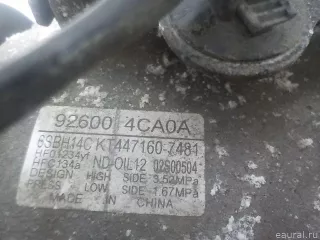 92600 4CA0A
6SBH14C KT447160-7481
HFO1234yf
HFC134a ND-OIL12 02S00504
DESIGN HIGH SIDE 3.52MPa
PRESS LOW SIDE 1.67MPa
MADE IN CHINA
eaural.ru